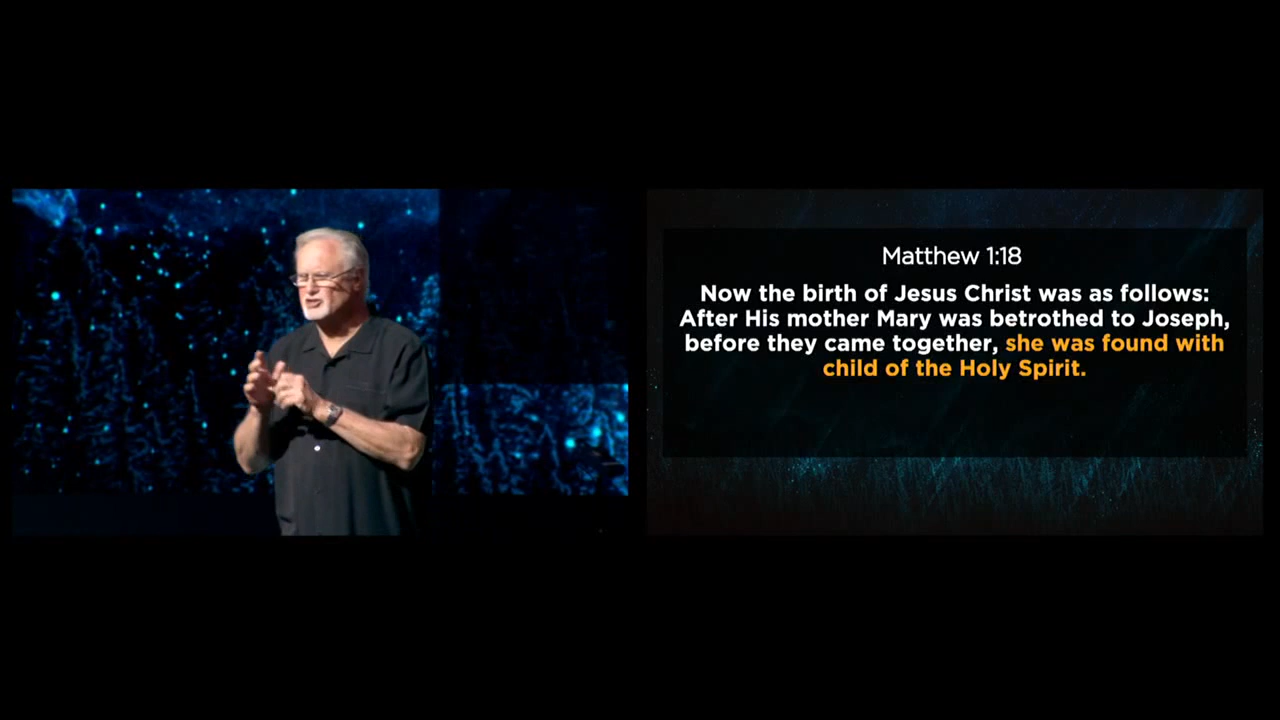 Matthew 1:18
Now the birth of Jesus Christ was as follows:
After His mother Mary was betrothed to Joseph,
before they came together, she was found with
child of the Holy Spirit.